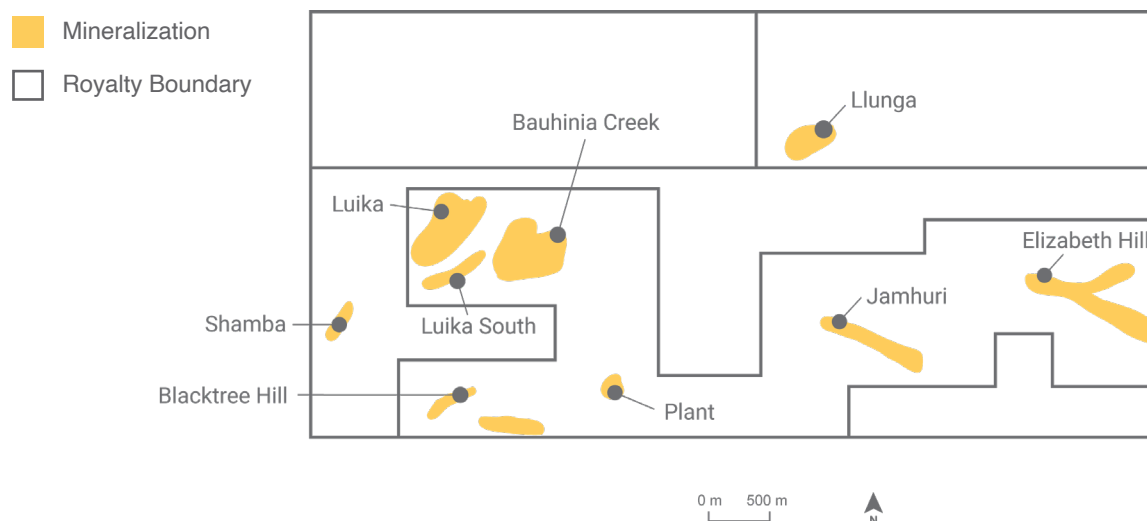 Mineralization
Royalty Boundary
Llunga
Bauhinia Creek
Luika
Elizabeth Hill
Jamhuri
Shamba
Luika South
Blacktree Hill
Plant
0 m 500 m
N